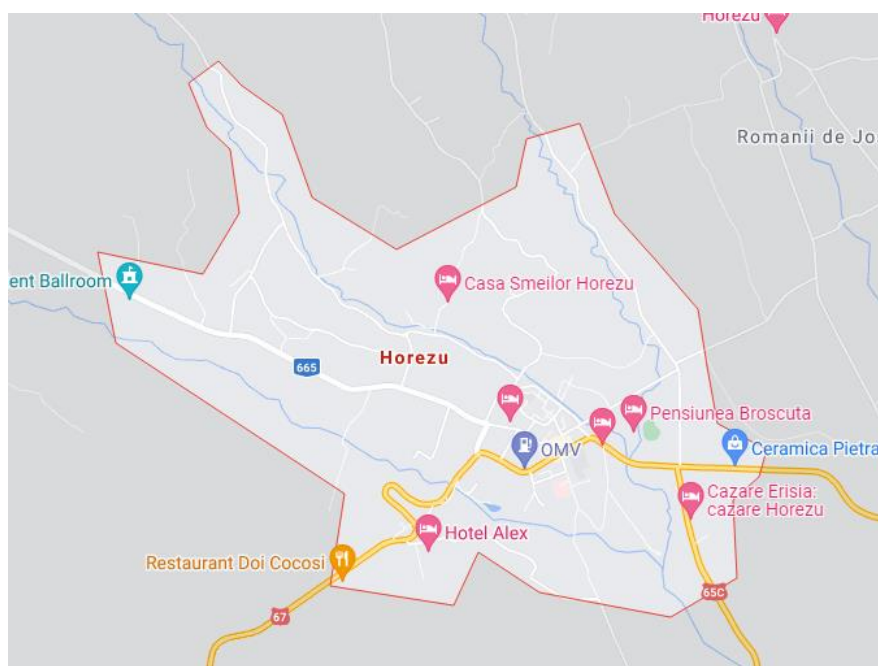 Horezu
Romanii de Jo
ent Ballroom
Casa Smeilor Horezu
Horezu
665
Pensiunea Broscuta
OMV
Ceramica Pietra
Cazare Erisia:
cazare Horezu
Hotel Alex
Restaurant Doi Cocosi
65C
67